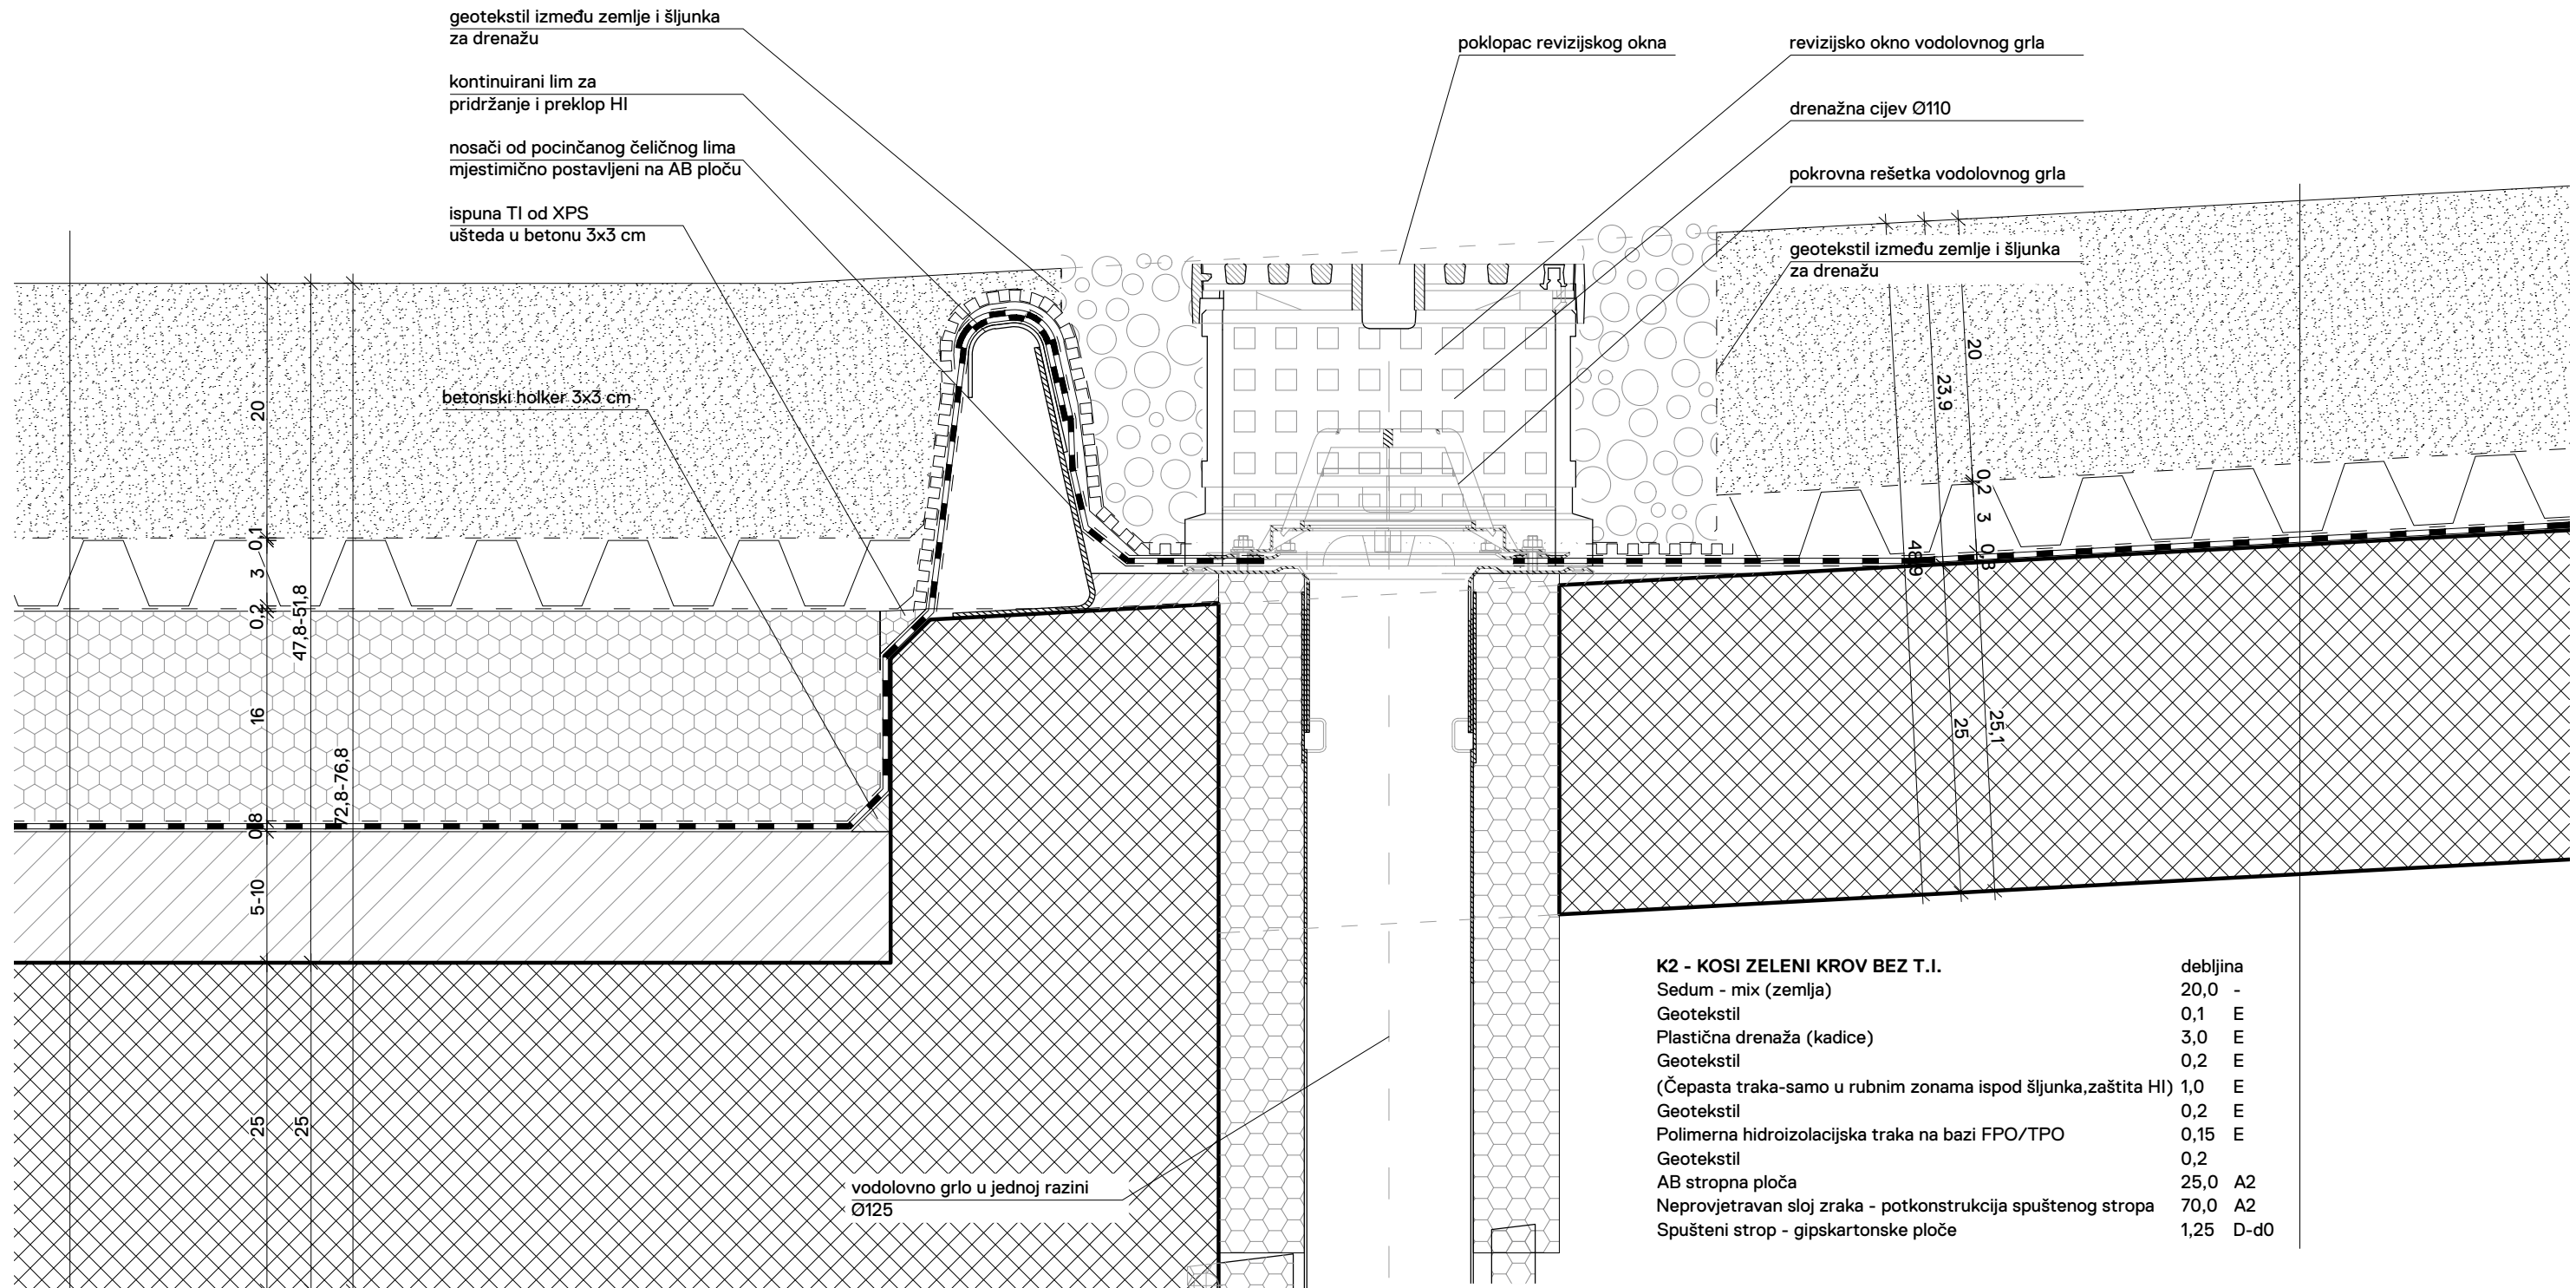 geotekstil između zemlje i šljunka
za drenažu
kontinuirani lim za
pridržanje i preklop HI
nosači od pocinčanog čeličnog lima
mjestimično postavljeni na AB ploču
ispuna TI od XPS
ušteda u betonu 3x3 cm
betonski holker 3x3 cm
poklopac revizijskog okna
revizijsko okno vodolovnog grla
drenažna cijev Ø110
pokrovna rešetka vodolovnog grla
geotekstil između zemlje i šljunka
za drenažu
20
0,1
3
0,2
16
0,8
5-10
25
47,8-51,8
25
72,8-76,8
20
0,2
3
0,3
25,1
23,9
25
48,9
vodolovno grlo u jednoj razini
Ø125
K2 - KOSI ZELENI KROV BEZ T.I. debljina
Sedum - mix (zemlja) 20,0 -
Geotekstil 0,1 E
Plastična drenaža (kadice) 3,0 E
Geotekstil 0,2 E
(Čepasta traka-samo u rubnim zonama ispod šljunka,zaštita HI) 1,0 E
Geotekstil 0,2 E
Polimerna hidroizolacijska traka na bazi FPO/TPO 0,15 E
Geotekstil 0,2
AB stropna ploča 25,0 A2
Neprovjetravan sloj zraka - potkonstrukcija spuštenog stropa 70,0 A2
Spušteni strop - gipskartonske ploče 1,25 D-d0